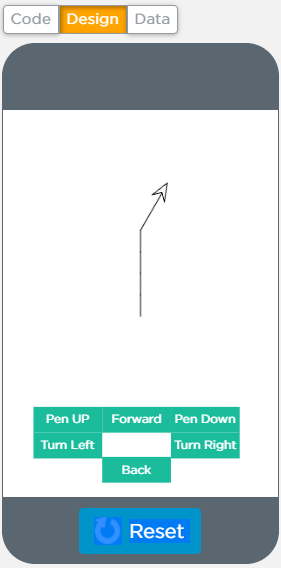 Code Design Data
Pen UP Forward Pen Down
Turn Left Turn Right
Back
Reset